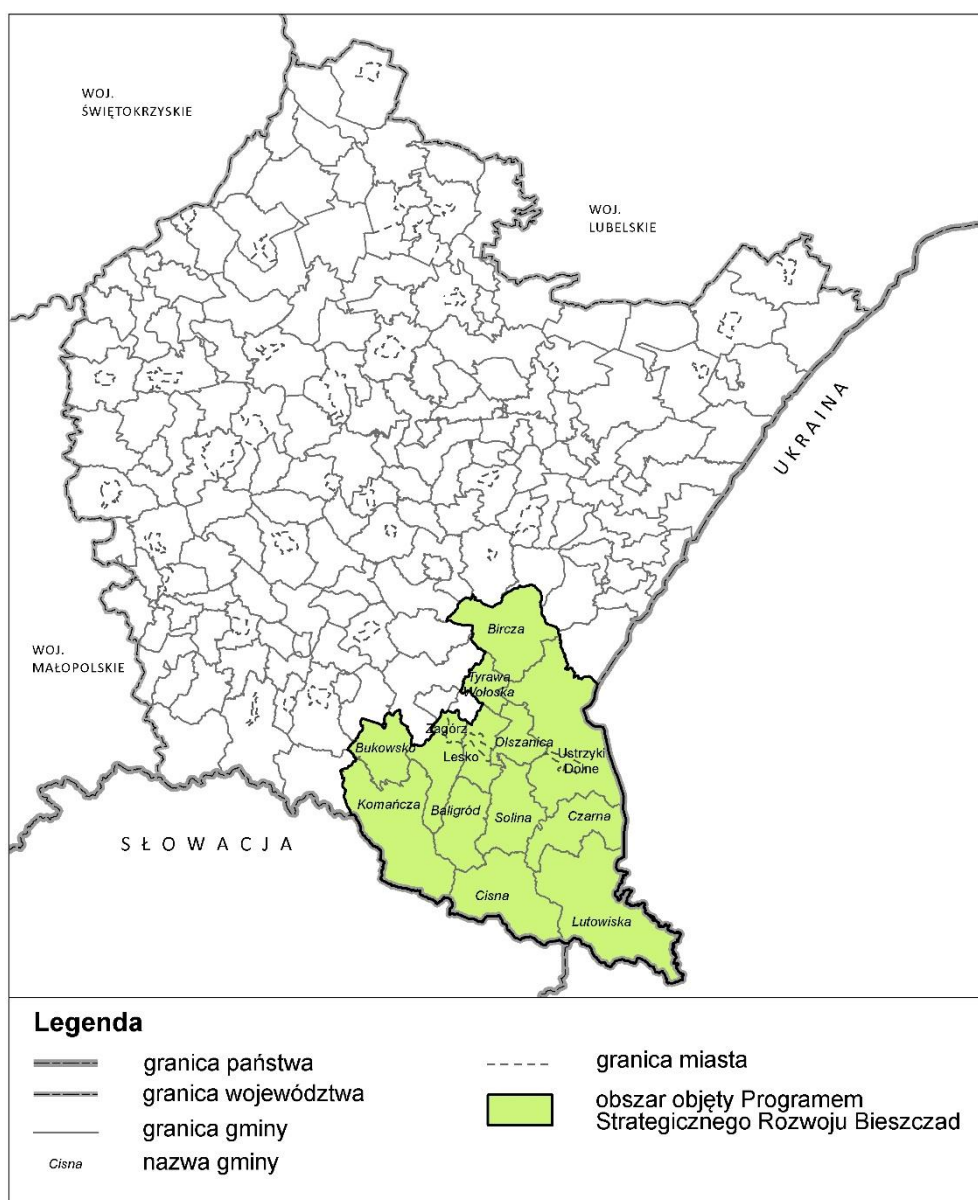 WOJ.
ŚWIĘTOKRZYSKIE
WOJ.
LUBELSKIE
UKRAINA
WOJ.
MAŁOPOLSKIE
SŁOWACJA
Bircza
Tyrawa
Wołoska
Zagórz
Bukowsko
Lesko
Olszanica
Ustrzyki
Dolne
Komańcza
Baligród
Solina
Czarna
Cisna
Lutowiska
Legenda
granica państwa
granica województwa
granica gminy
Cisna
nazwa gminy
granica miasta
obszar objęty Programem
Strategicznego Rozwoju Bieszczad